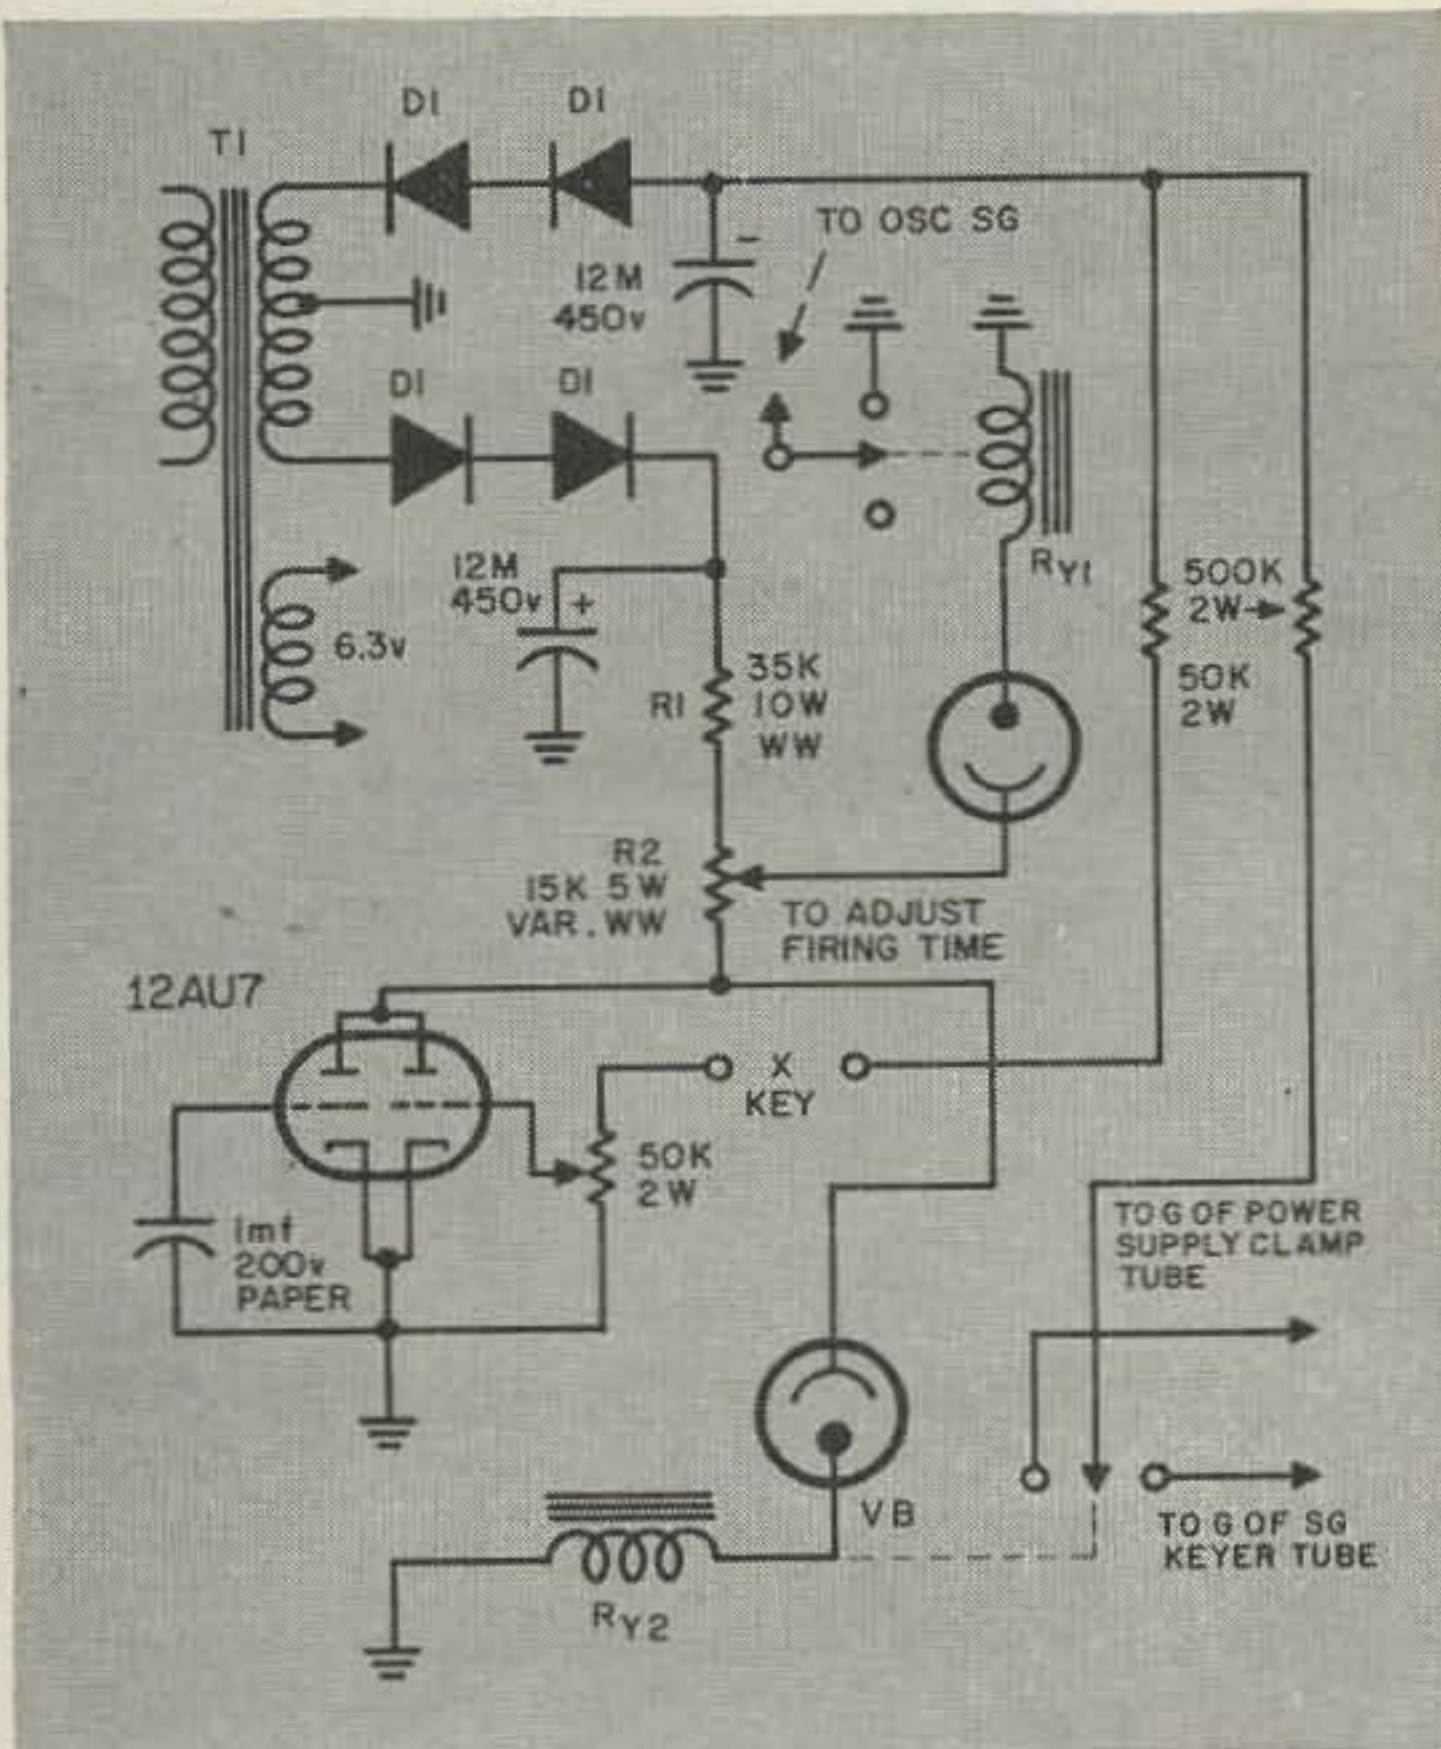 D1
D1
T1
TO OSC SG
12M
450v
-
D1
D1
RY1
12M
450v +
6.3v
500K
2W
R1
35K
10W
WW
50K
2W
R2
15K 5W
VAR. WW
TO ADJUST
FIRING TIME
12AU7
X
KEY
50K
2W
1mf
200v
PAPER
TO G OF POWER
SUPPLY CLAMP
TUBE
VB
TO G OF SG
KEYER TUBE
RY2